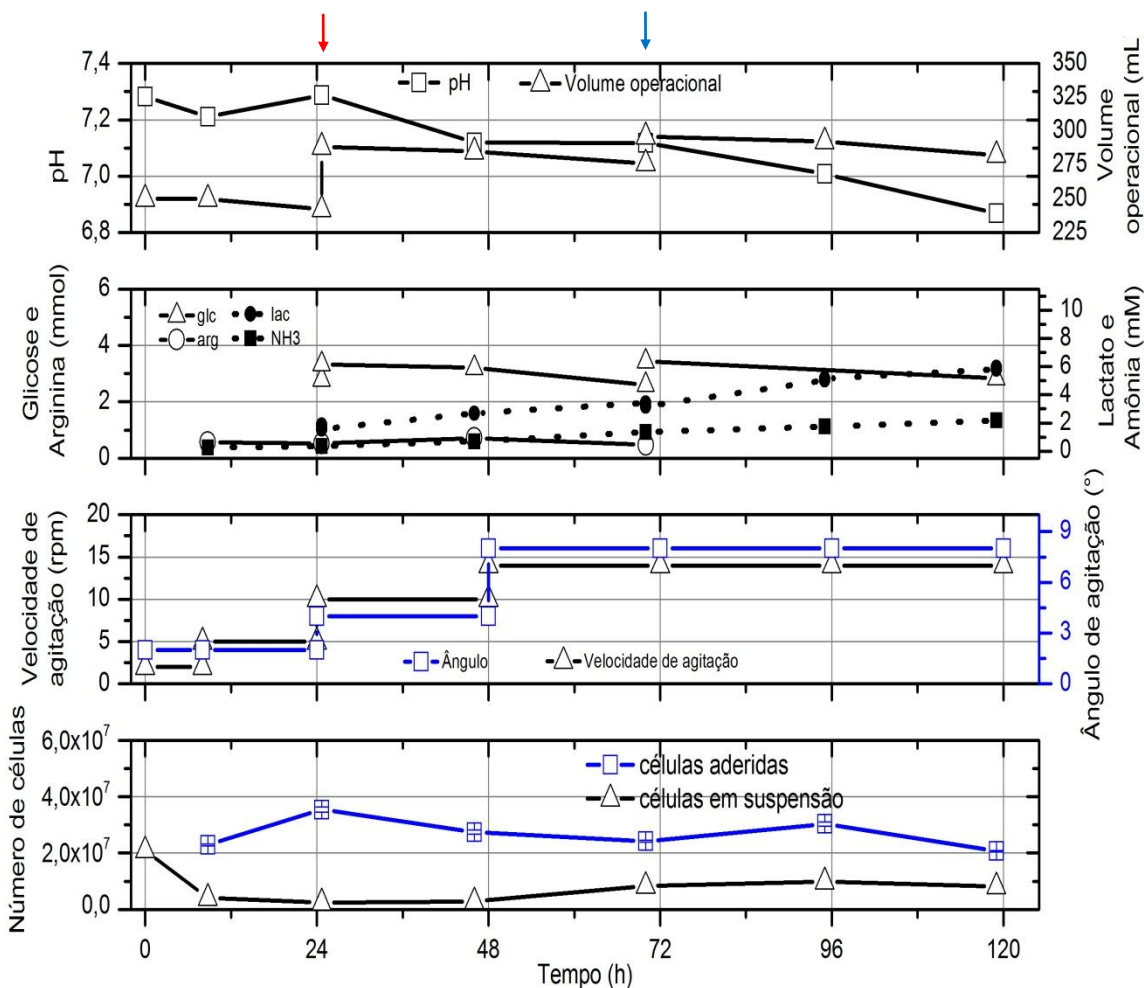 7,4
7,2
7,0
6,8
pH
pH
Volume operacional
350
325
300
275
250
225
Volume
operacional (mL
6
4
2
0
Glicose e
Arginina (mmol)
glc
lac
arg
NH3
10
8
6
4
2
0
Lactato e
Amônia (mM)
20
15
10
5
0
Velocidade de
agitação (rpm)
Ângulo
Velocidade de agitação
9
6
3
0
Ângulo de agitação (°)
6,0x10⁷
4,0x10⁷
2,0x10⁷
0,0
Número de células
células aderidas
células em suspensão
0
24
48
72
96
120
Tempo (h)